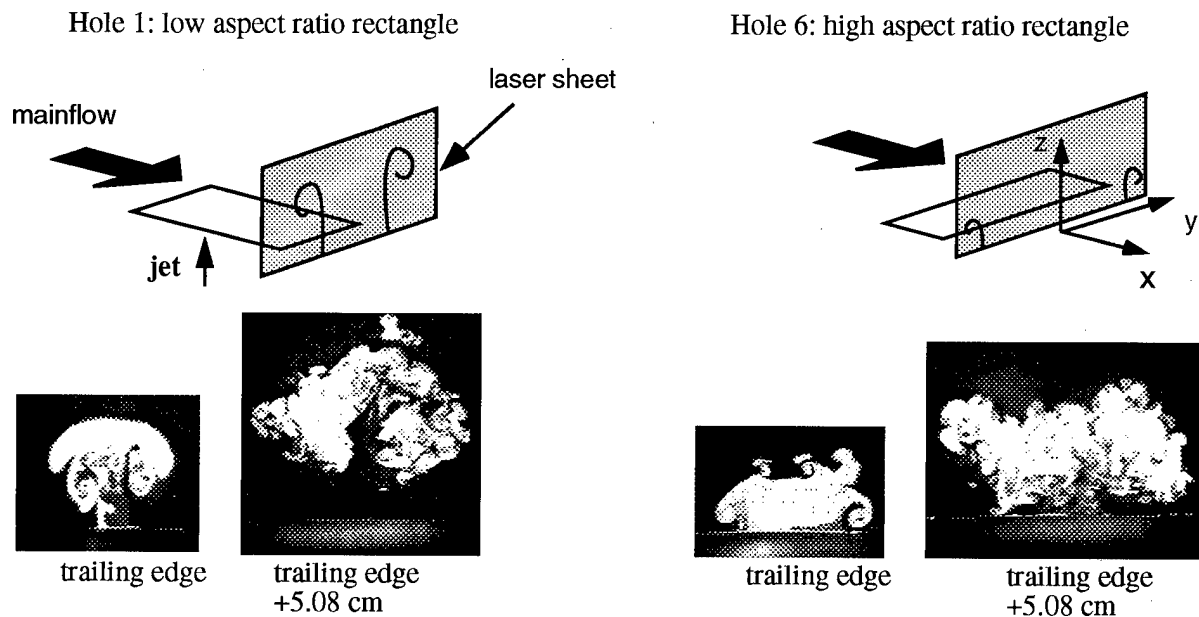 Hole 1: low aspect ratio rectangle
Hole 6: high aspect ratio rectangle
laser sheet
mainflow
z
y
jet
x
trailing edge
trailing edge
+5.08 cm
trailing edge
trailing edge
+5.08 cm